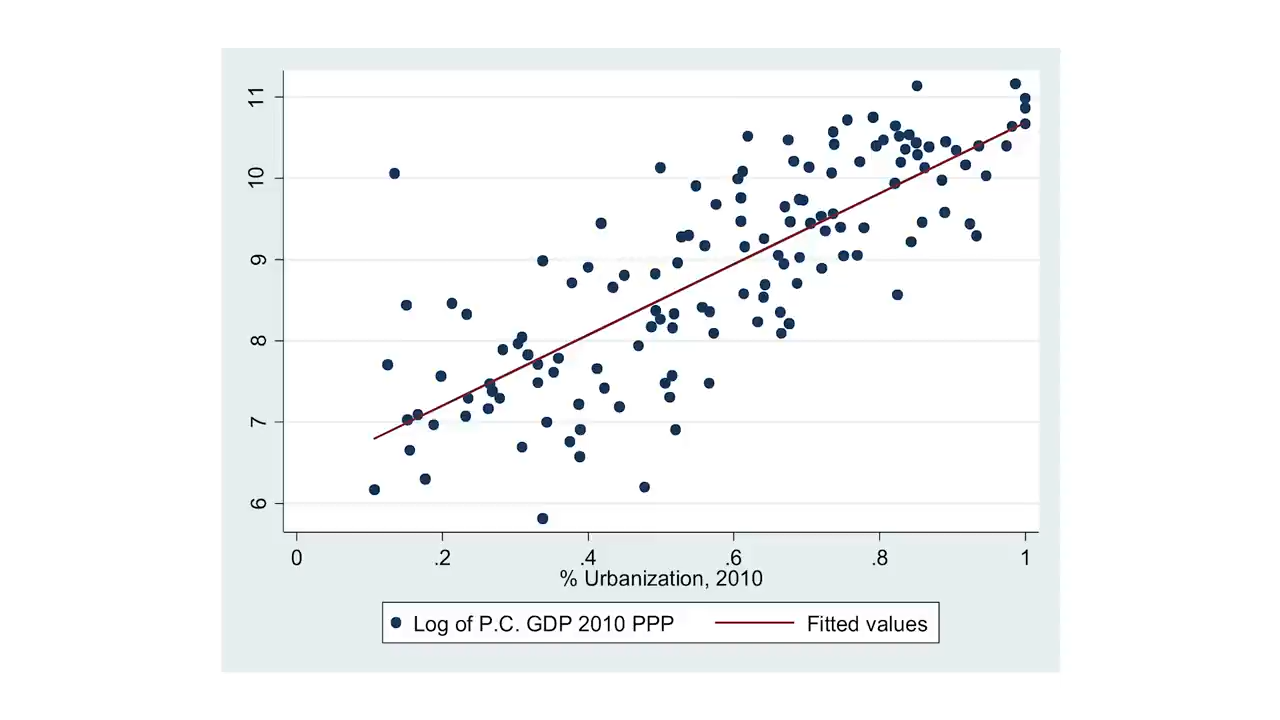 11
10
9
8
7
6
0 .2 .4 .6 .8 1
% Urbanization, 2010
Log of P.C. GDP 2010 PPP Fitted values